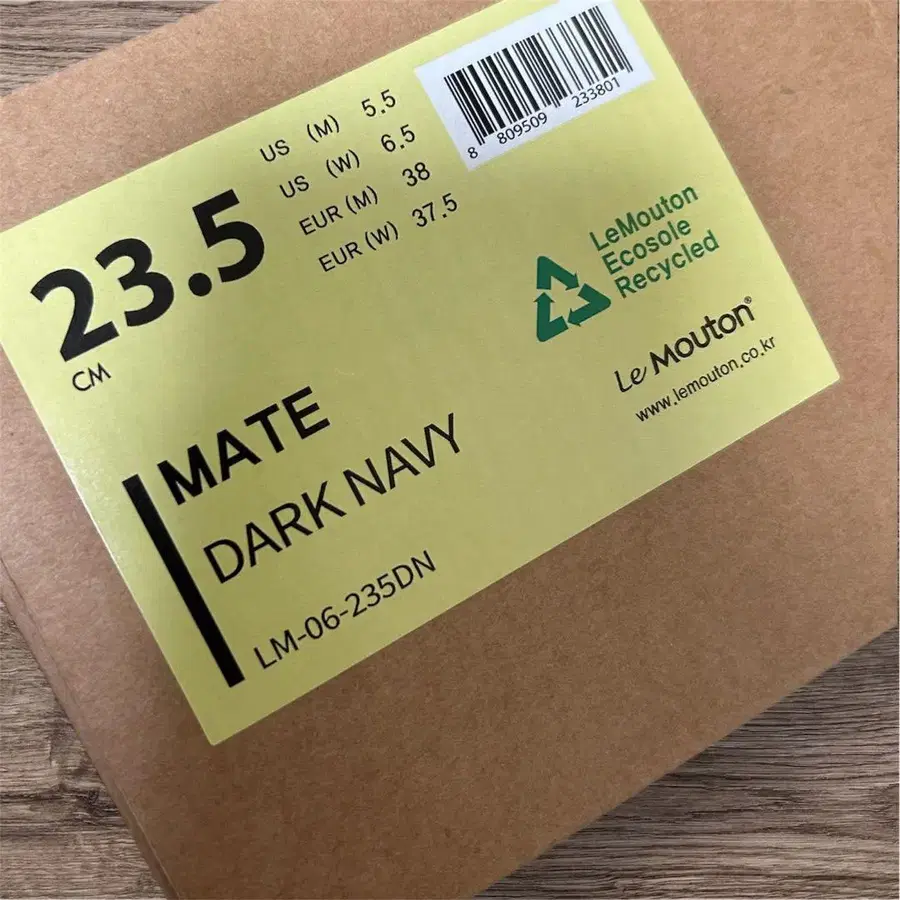 23.5
CM
US (M) 5.5
US (W) 6.5
EUR (M) 38
EUR (W) 37.5
8 809509 233801
LeMouton
Ecosole
Recycled
Le Mouton®
www.lemouton.co.kr
MATE
DARK NAVY
LM-06-235DN